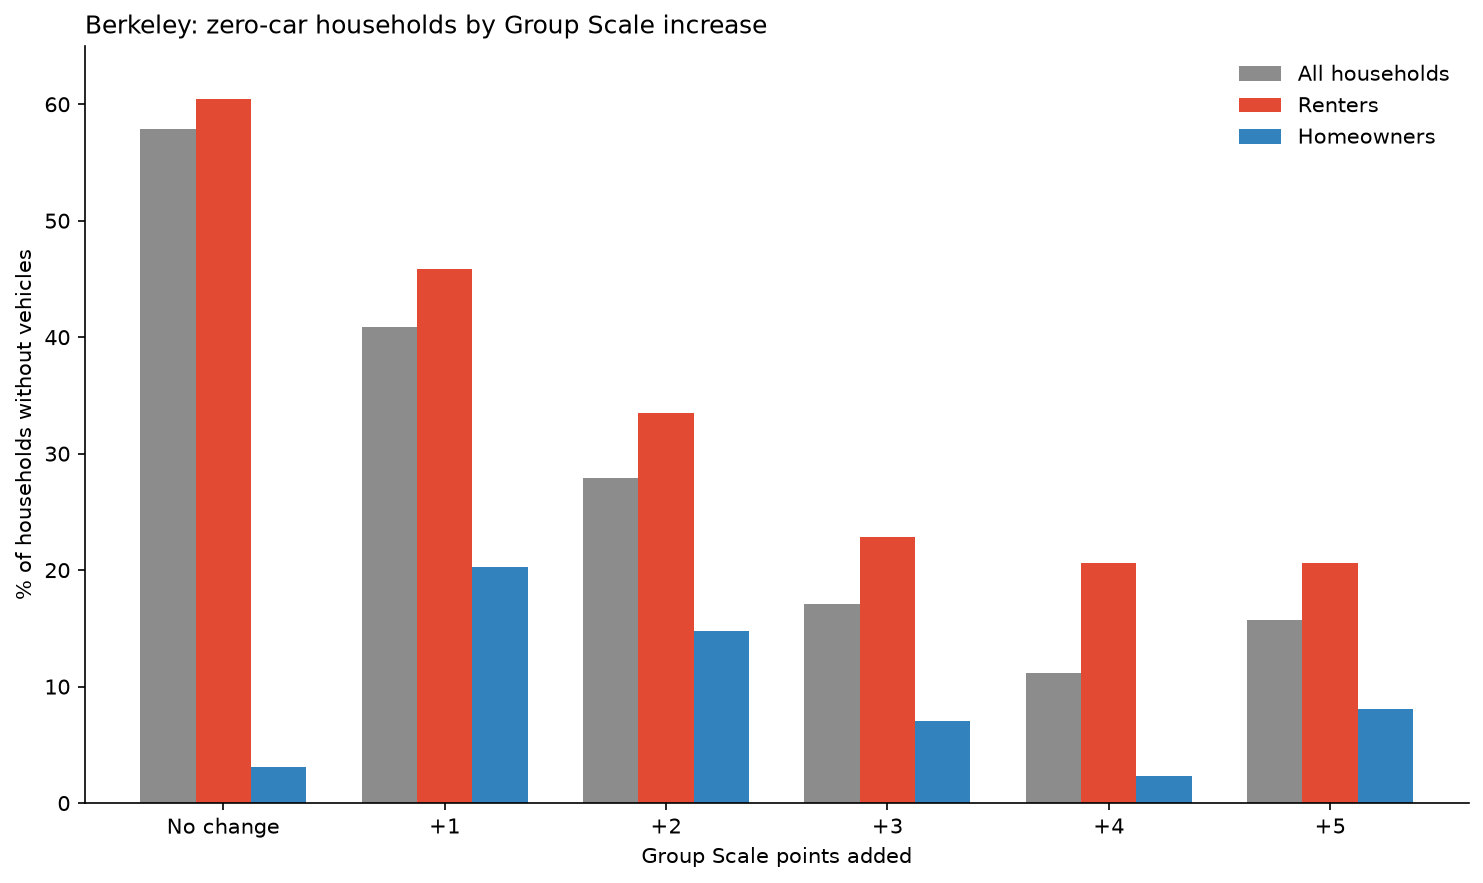 Berkeley: zero-car households by Group Scale increase
All households
Renters
Homeowners
% of households without vehicles
60
50
40
30
20
10
0
No change
+1
+2
+3
+4
+5
Group Scale points added